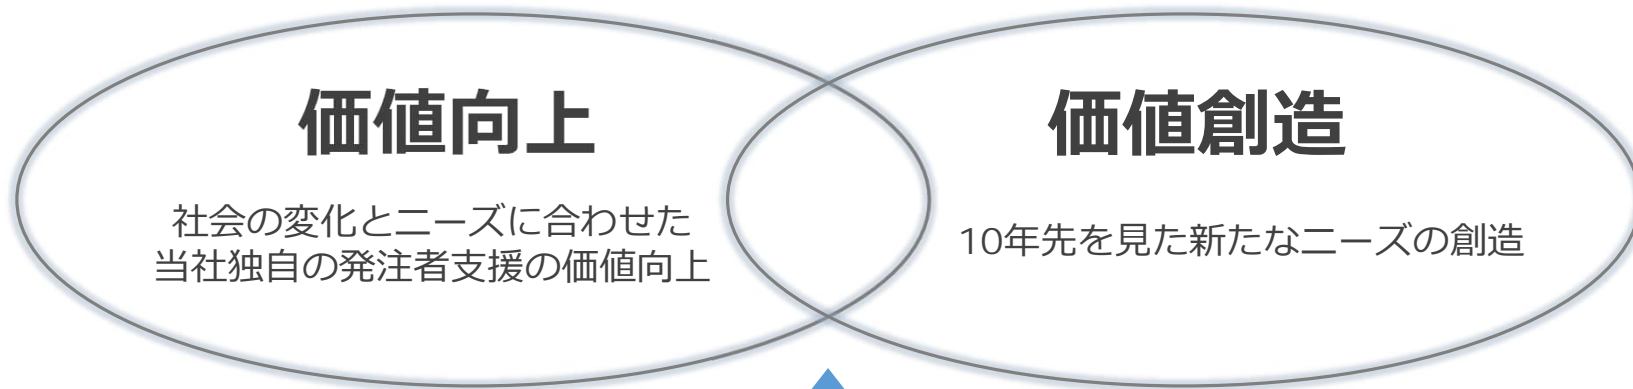 価値向上
社会の変化とニーズに合わせた
当社独自の発注者支援の価値向上
価値創造
10年先を見た新たなニーズの創造